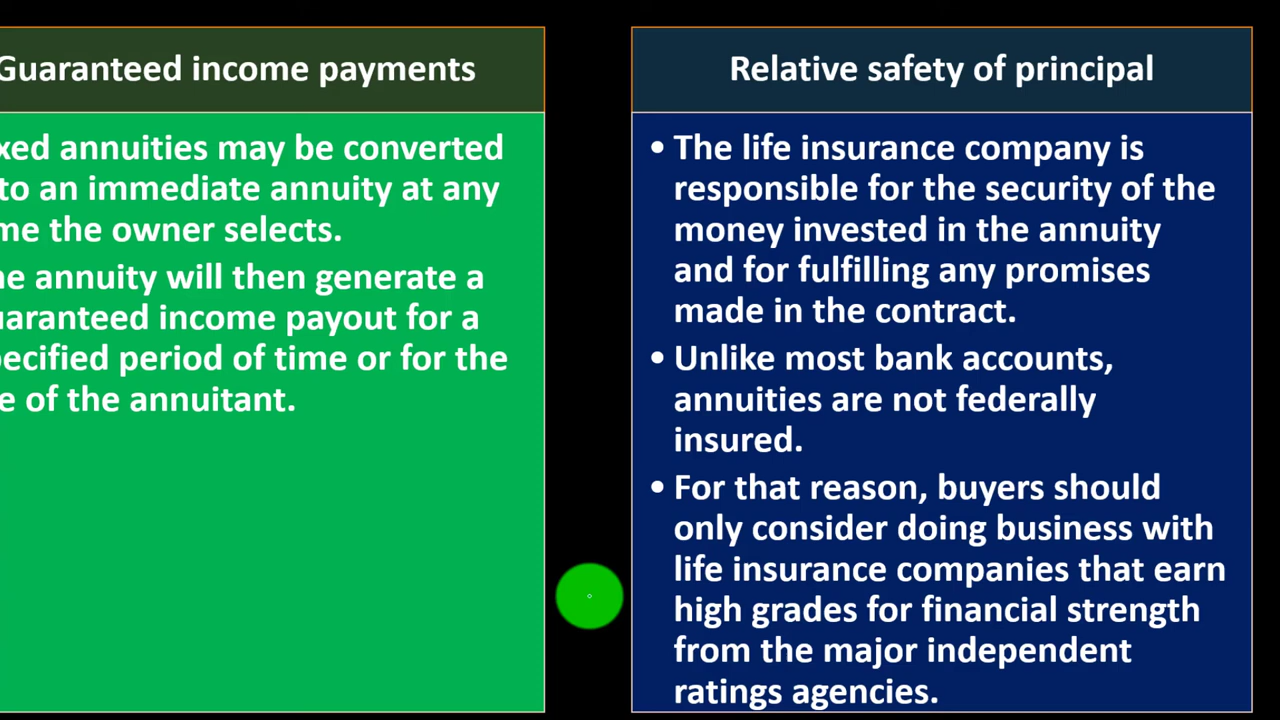 Guaranteed income payments
xed annuities may be converted
to an immediate annuity at any
me the owner selects.
he annuity will then generate a
uaranteed income payout for a
pecified period of time or for the
e of the annuitant.
Relative safety of principal
• The life insurance company is
responsible for the security of the
money invested in the annuity
and for fulfilling any promises
made in the contract.
• Unlike most bank accounts,
annuities are not federally
insured.
• For that reason, buyers should
only consider doing business with
life insurance companies that earn
high grades for financial strength
from the major independent
ratings agencies.